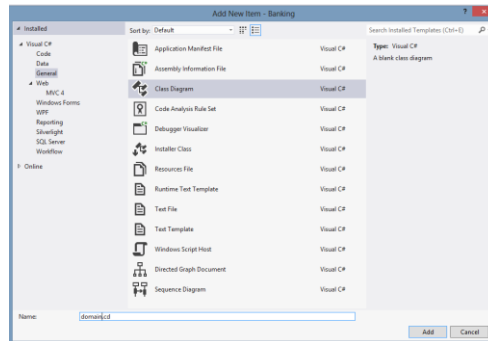 Add New Item - Banking
? ×
Installed
Sort by: Default
Search Installed Templates (Ctrl+E)
Visual C#
Code
Data
General
Web
MVC 4
Windows Forms
WPF
Reporting
Silverlight
SQL Server
Workflow
Online
Application Manifest File Visual C#
Assembly Information File Visual C#
Class Diagram Visual C#
Code Analysis Rule Set Visual C#
Debugger Visualizer Visual C#
Installer Class Visual C#
Resources File Visual C#
Runtime Text Template Visual C#
Text File Visual C#
Text Template Visual C#
Windows Script Host Visual C#
Directed Graph Document Visual C#
Sequence Diagram Visual C#
Type: Visual C#
A blank class diagram
Name: domain.cd
Add Cancel